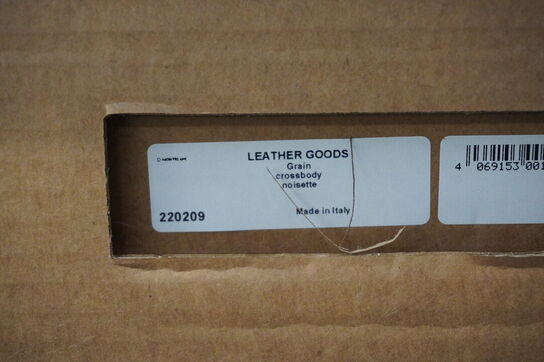 LEATHER GOODS
Grain
crossbody
noisette
220209
Made in Italy
4 069153 001